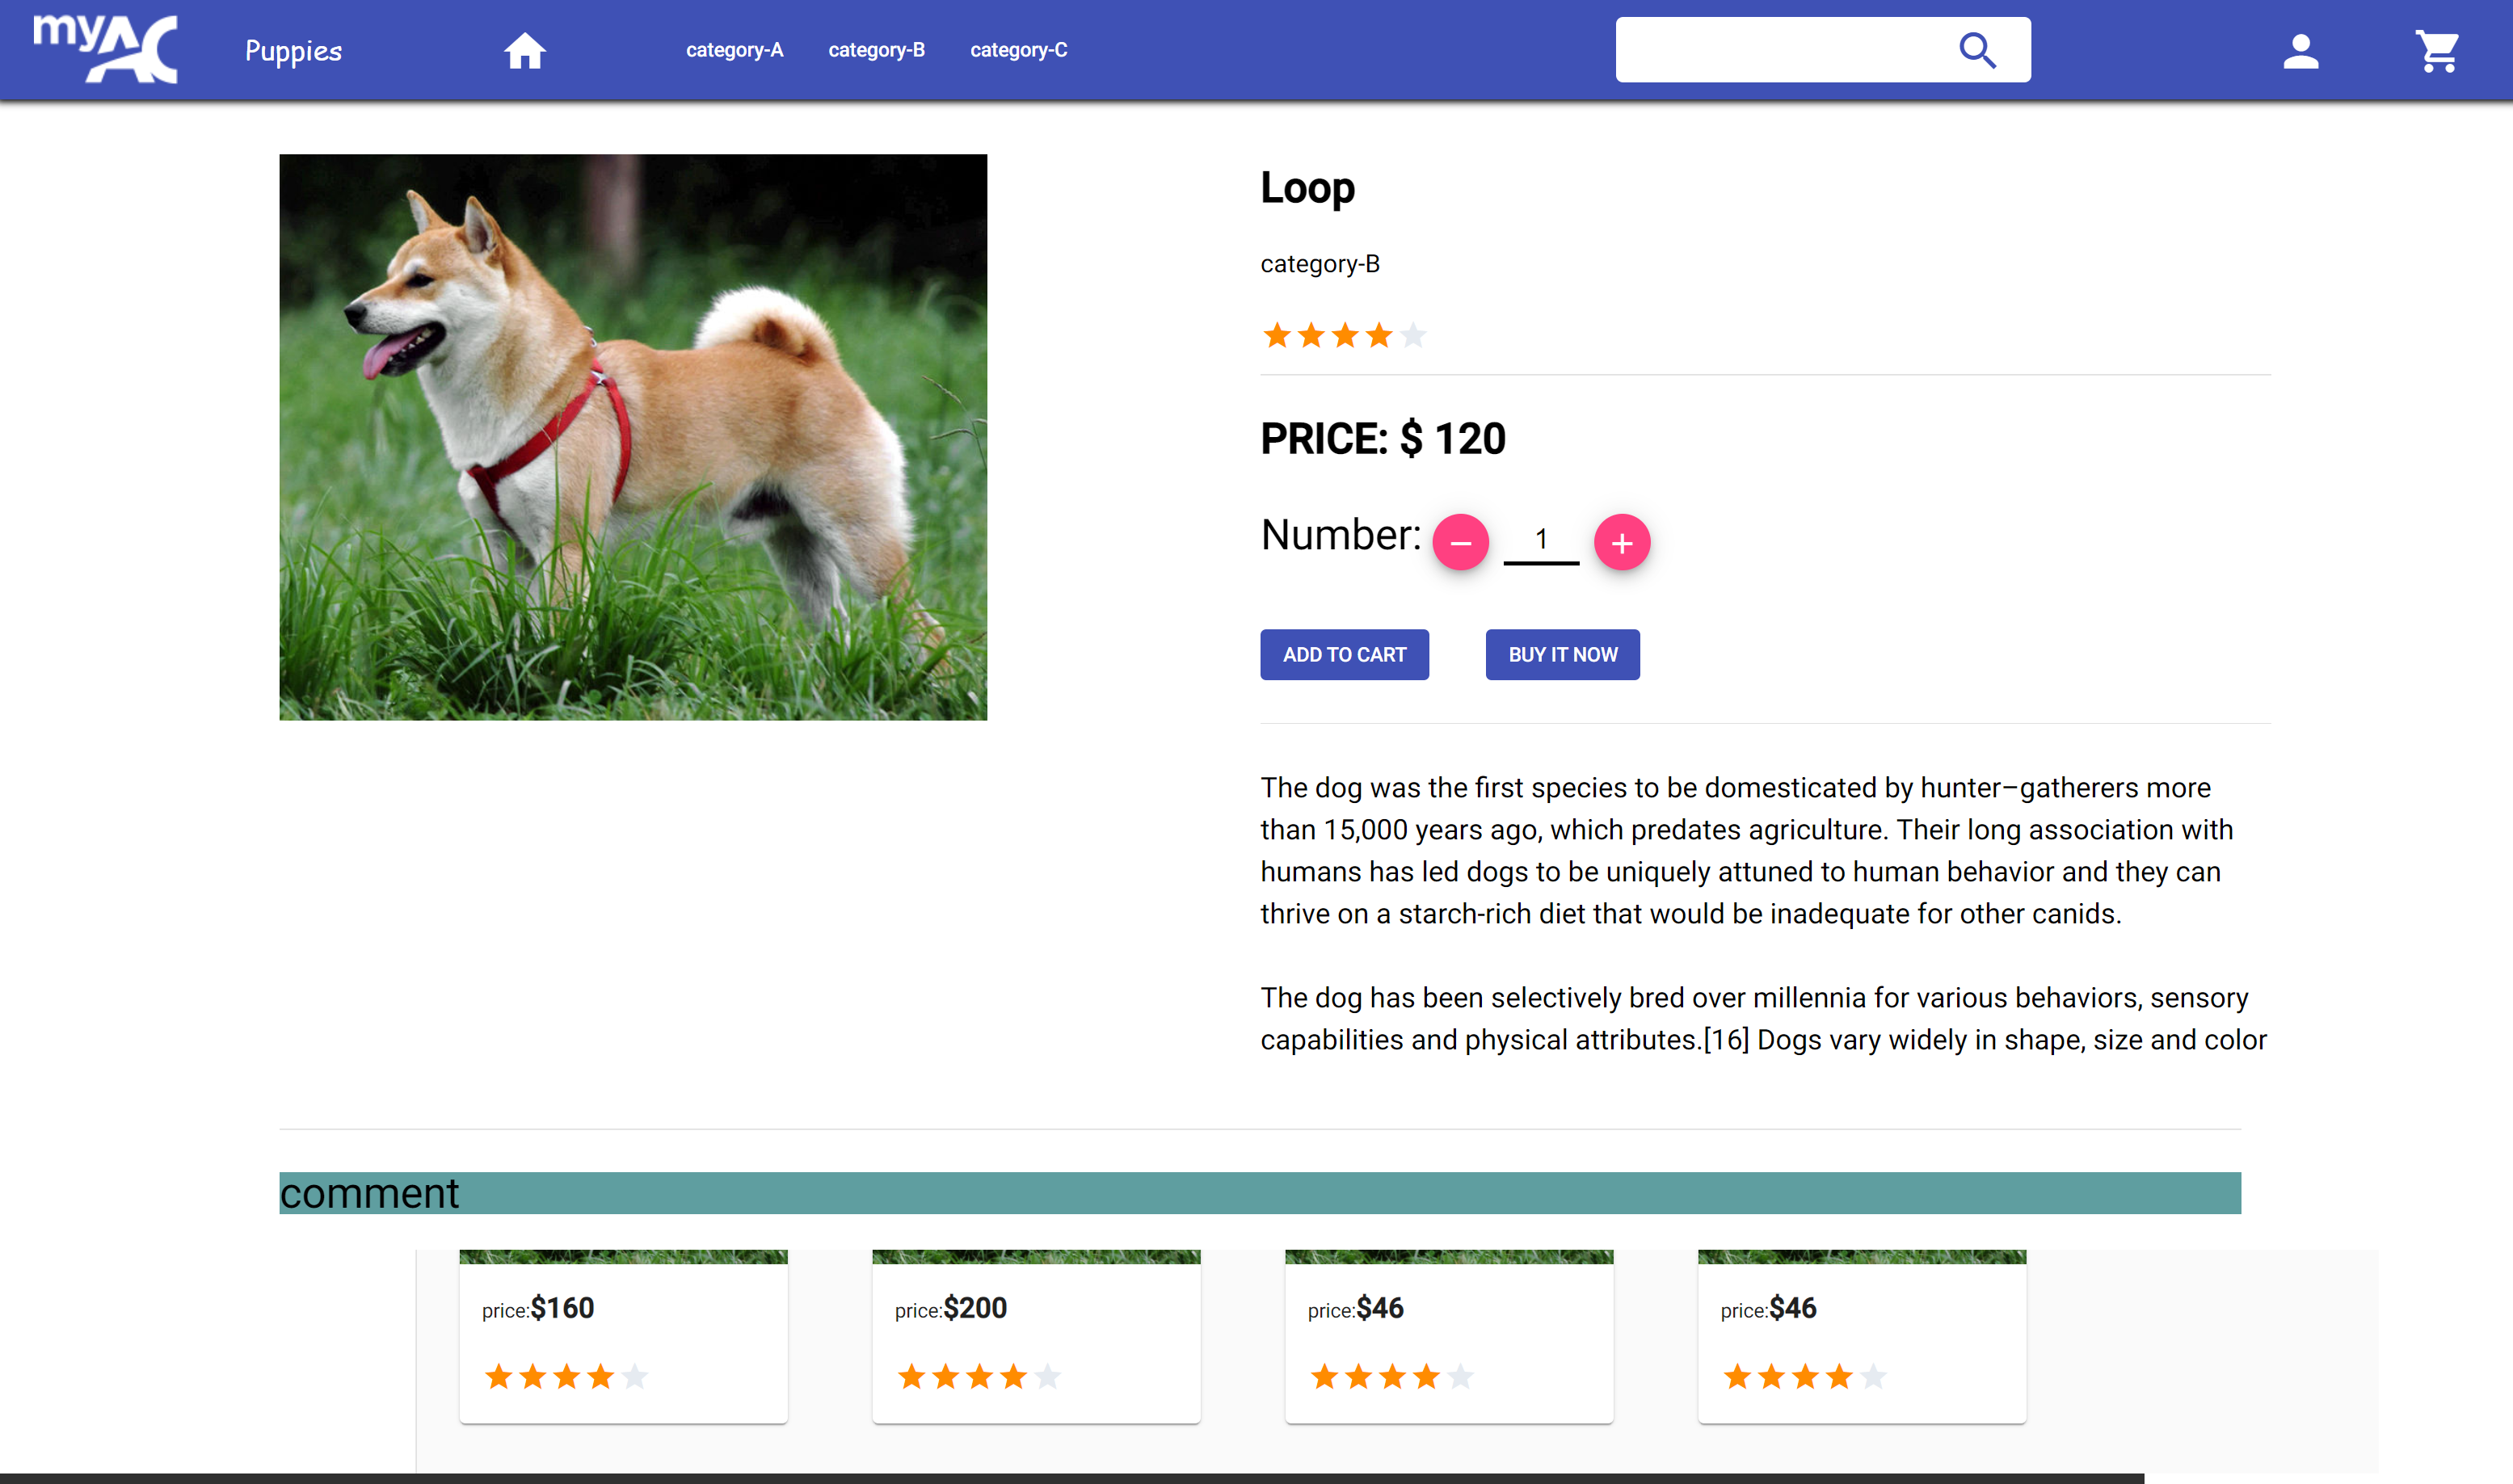 myAC
Puppies
category-A
category-B
category-C
Loop
category-B
PRICE: $ 120
Number: 1
ADD TO CART
BUY IT NOW
The dog was the first species to be domesticated by hunter–gatherers more
than 15,000 years ago, which predates agriculture. Their long association with
humans has led dogs to be uniquely attuned to human behavior and they can
thrive on a starch-rich diet that would be inadequate for other canids.
The dog has been selectively bred over millennia for various behaviors, sensory
capabilities and physical attributes.[16] Dogs vary widely in shape, size and color
comment
price:$160
price:$200
price:$46
price:$46